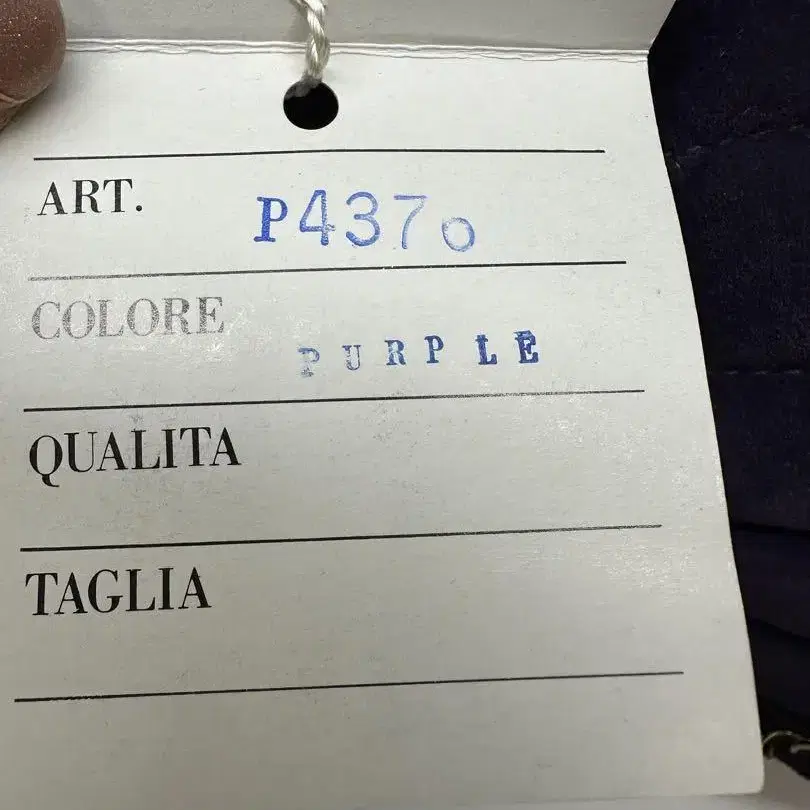 ART. P4370
COLORE
PURPLE
QUALITA
TAGLIA